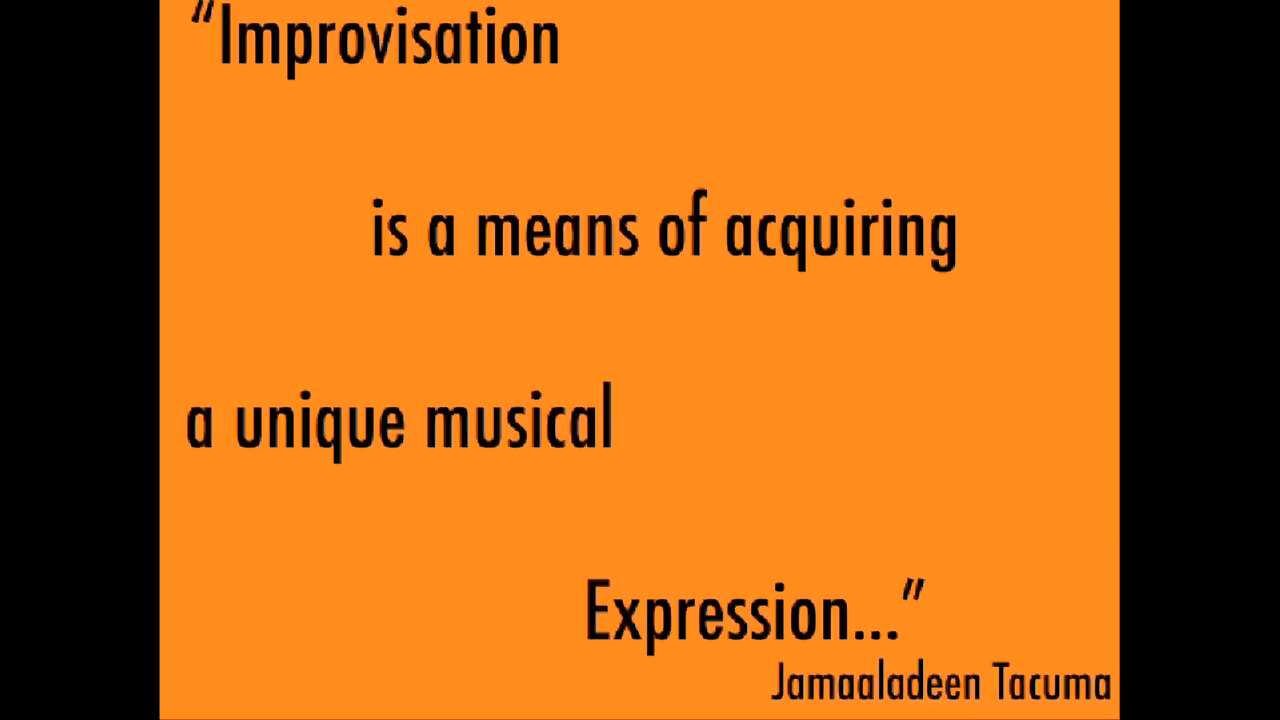 “Improvisation
is a means of acquiring
a unique musical
Expression...”
Jamaaladeen Tacuma